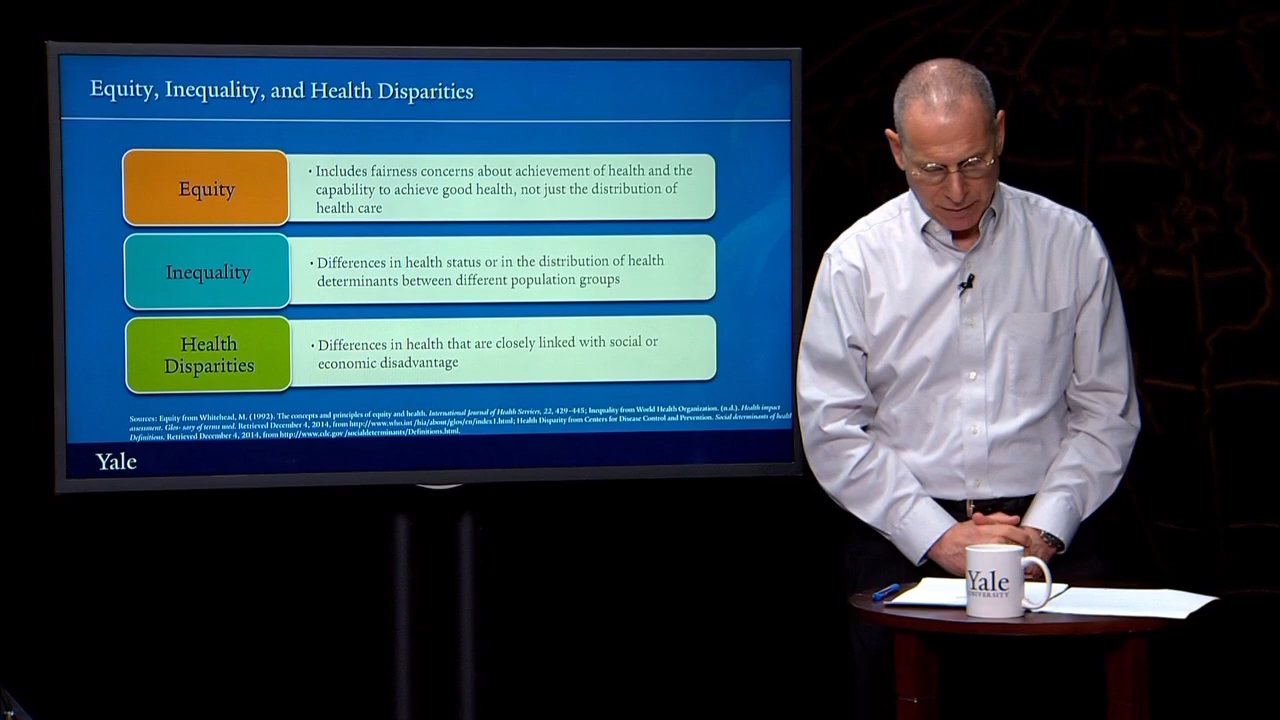 Equity, Inequality, and Health Disparities
Equity
• Includes fairness concerns about achievement of health and the
capability to achieve good health, not just the distribution of
health care
Inequality
• Differences in health status or in the distribution of health
determinants between different population groups
Health
Disparities
• Differences in health that are closely linked with social or
economic disadvantage
Sources: Equity from Whitehead, M. (1992). The concepts and principles of equity and health. International Journal of Health Services, 22, 429–445; Inequality from World Health Organization. (n.d.). Health impact
assessment. Glos- sary of terms used. Retrieved December 4, 2014, from http://www.who.int /hia/about/glos/en/index1.html; Health Disparity from Centers for Disease Control and Prevention. Social determinants of health
Definitions. Retrieved December 4, 2014, from http://www.cdc.gov /socialdeterminants/Definitions.html.
Yale
Yale
UNIVERSITY